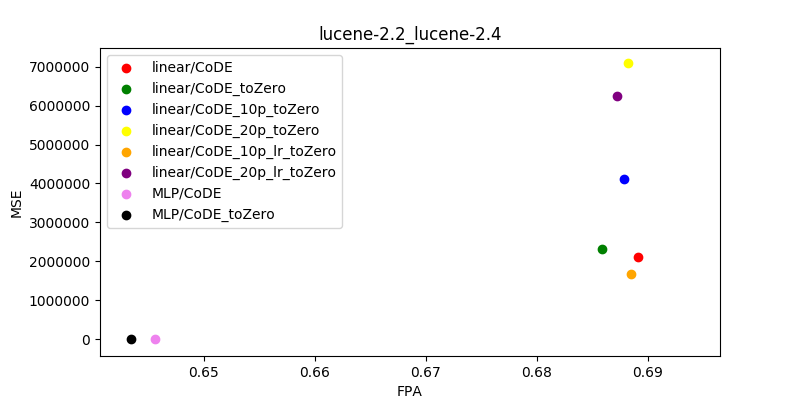 lucene-2.2_lucene-2.4
MSE
7000000
6000000
5000000
4000000
3000000
2000000
1000000
0
linear/CoDE
linear/CoDE_toZero
linear/CoDE_10p_toZero
linear/CoDE_20p_toZero
linear/CoDE_10p_lr_toZero
linear/CoDE_20p_lr_toZero
MLP/CoDE
MLP/CoDE_toZero
0.65 0.66 0.67 0.68 0.69
FPA